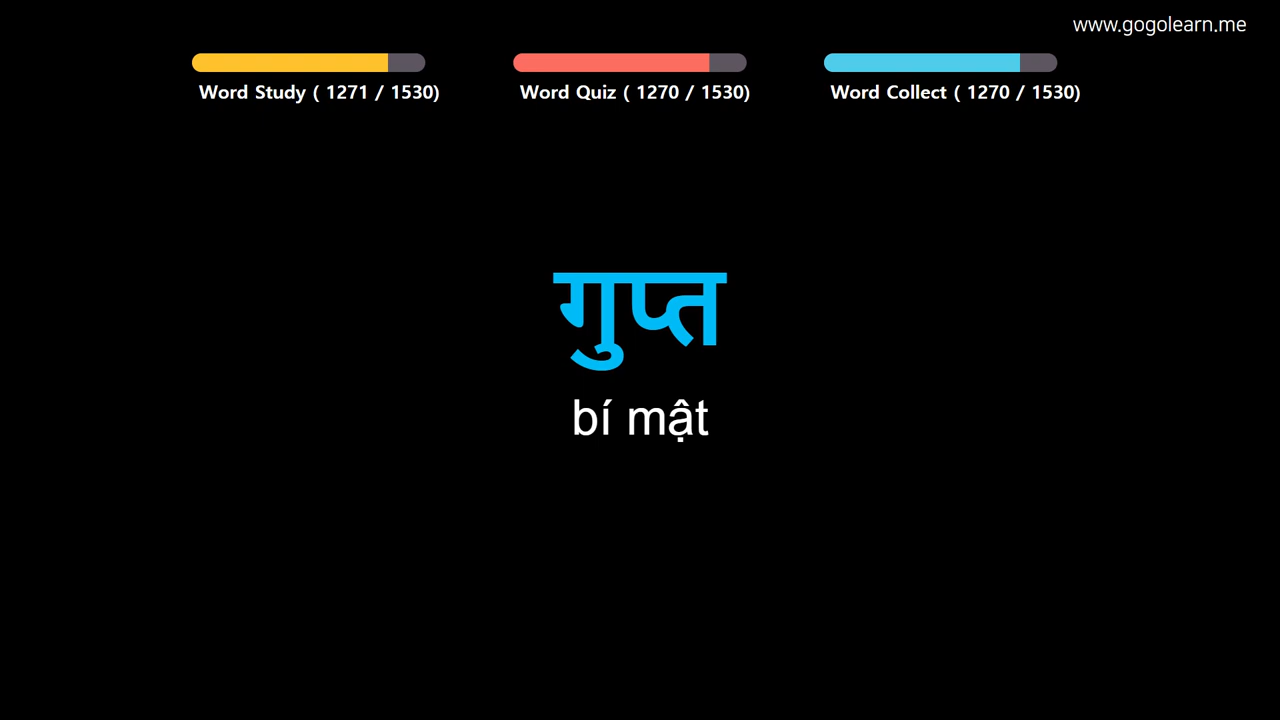 www.gogolearn.me
Word Study ( 1271 / 1530)
Word Quiz ( 1270 / 1530)
Word Collect ( 1270 / 1530)
गुप्त
bí mật